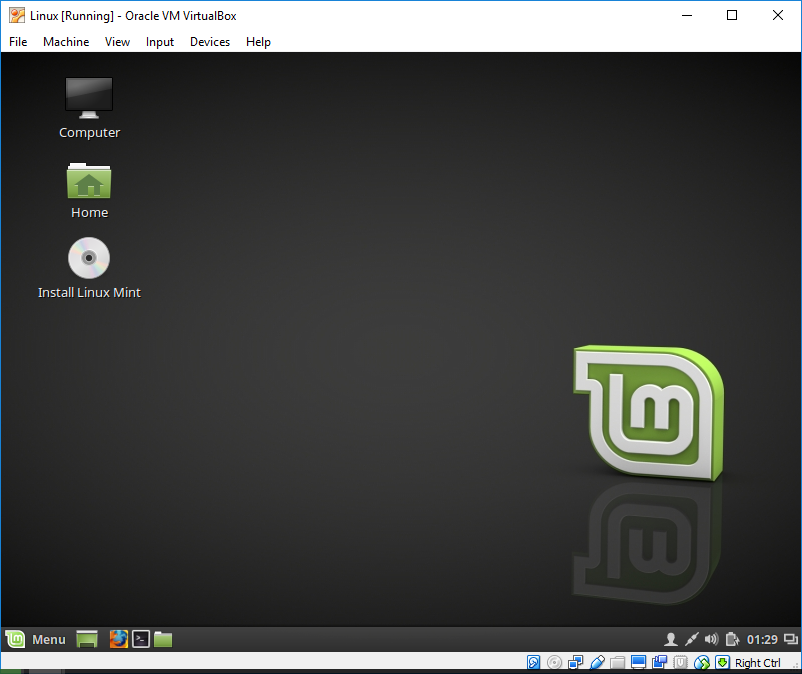 Linux [Running] - Oracle VM VirtualBox
File Machine View Input Devices Help
Computer
Home
Install Linux Mint
Menu
01:29
Right Ctrl